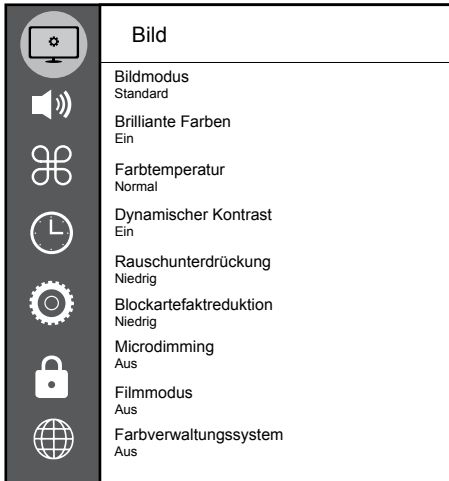 Bild
Bildmodus
Standard
Brilliante Farben
Ein
Farbtemperatur
Normal
Dynamischer Kontrast
Ein
Rauschunterdrückung
Niedrig
Blockartefaktreduktion
Niedrig
Microdimming
Aus
Filmmodus
Aus
Farbverwaltungssystem
Aus